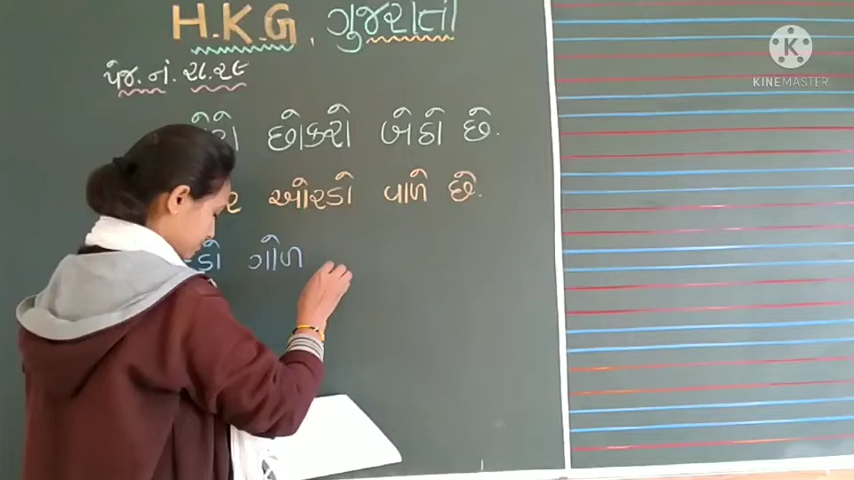 H.K.G, ગુજરાતી
પેજ.નં. ૨૮.૨૯
છોકરો બેઠો છે.
ઓરડો વાળે છે.
ગોળ
K
KINEMASTER